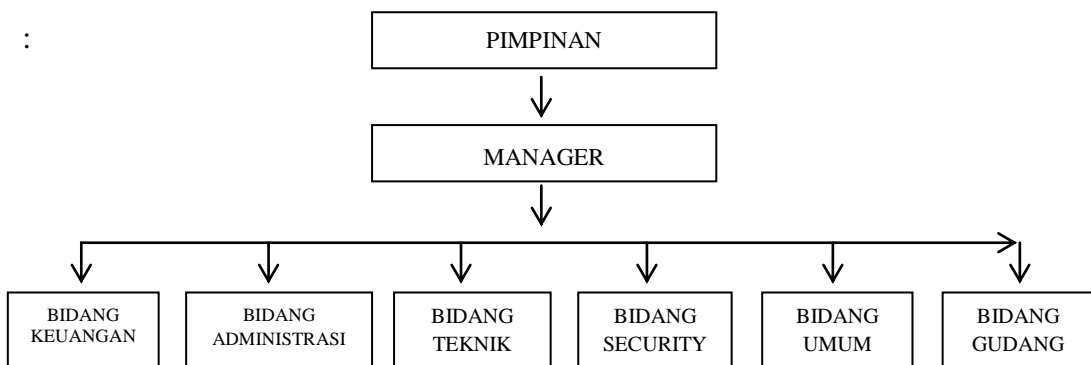 :
PIMPINAN
MANAGER
BIDANG
KEUANGAN
BIDANG
ADMINISTRASI
BIDANG
TEKNIK
BIDANG
SECURITY
BIDANG
UMUM
BIDANG
GUDANG